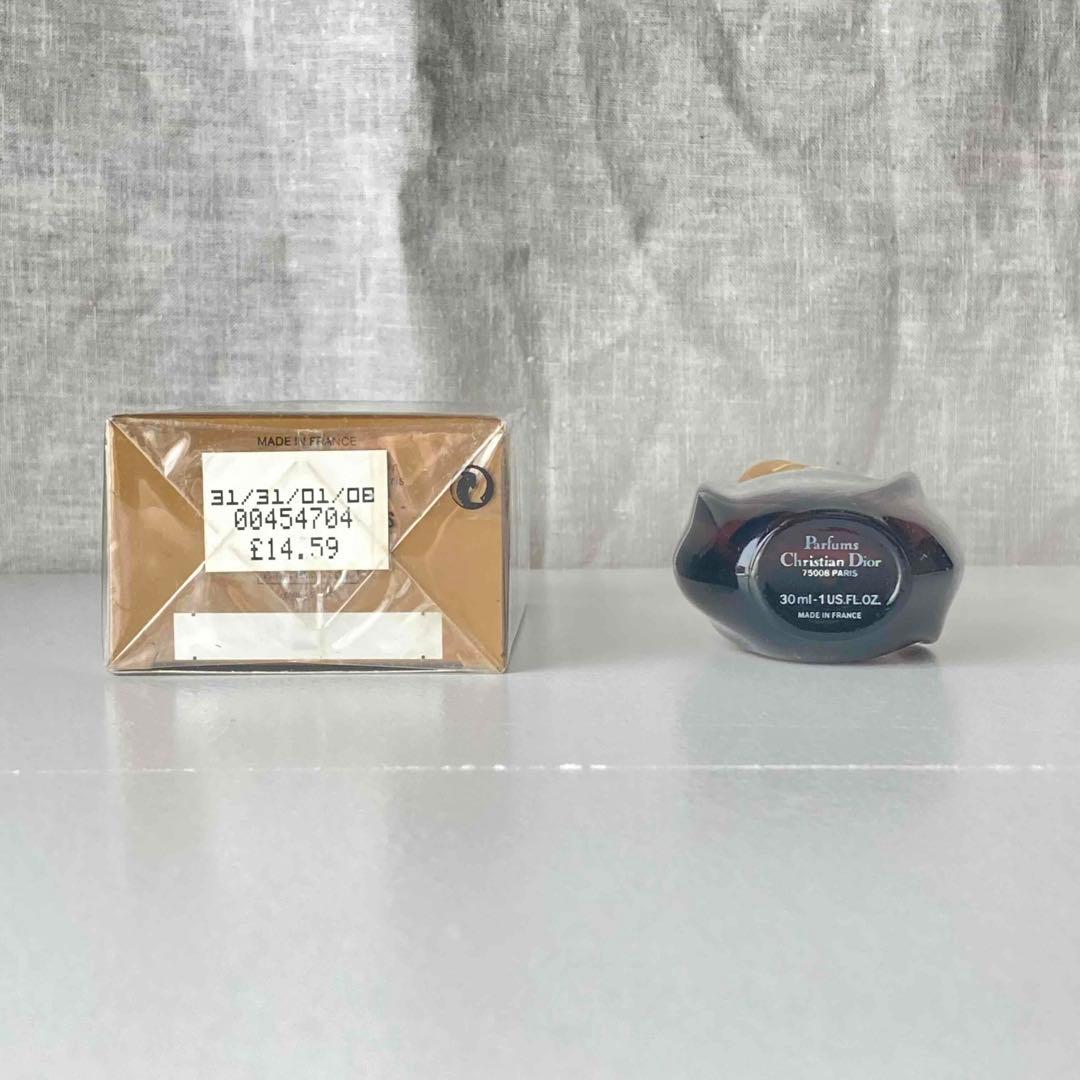 MADE IN FRANCE
31/31/01/08
00454704
£14.59
Parfums
Christian Dior
75008 PARIS
30 ml - 1 US.FL.OZ.
MADE IN FRANCE